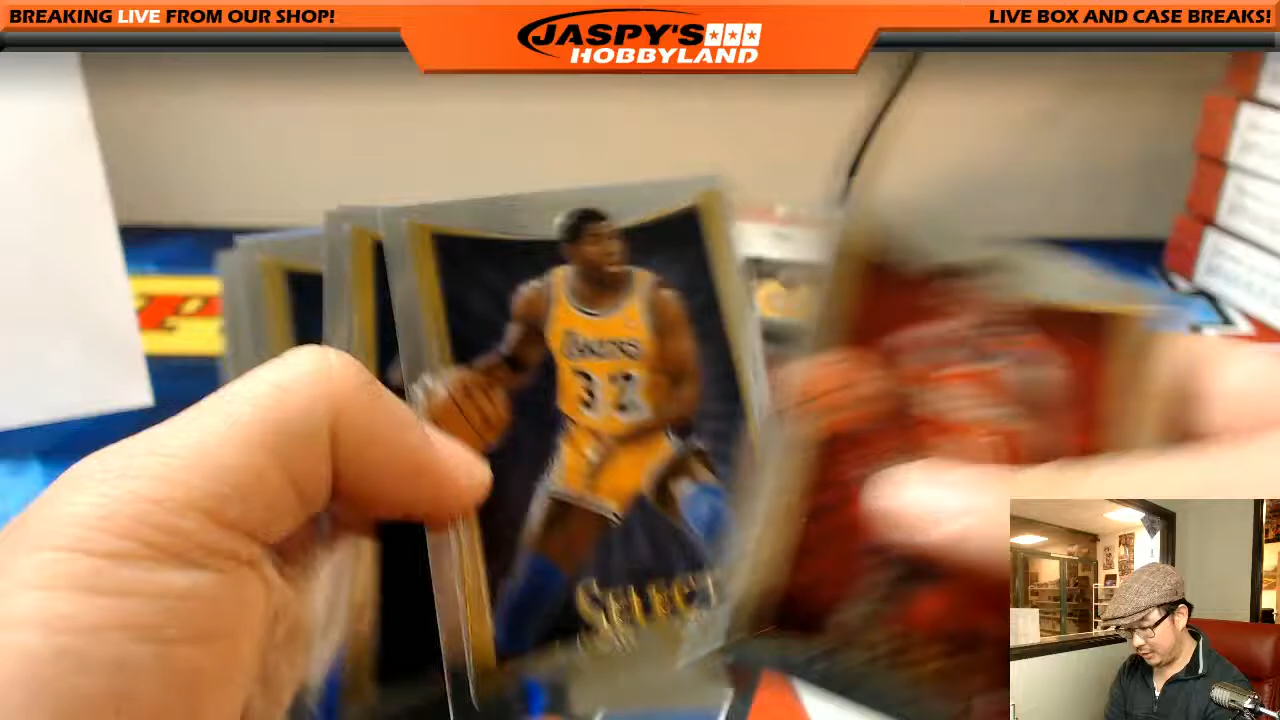 BREAKING LIVE FROM OUR SHOP!
JASPY'S
HOBBYLAND
LIVE BOX AND CASE BREAKS!
LAKERS
32
SELECT